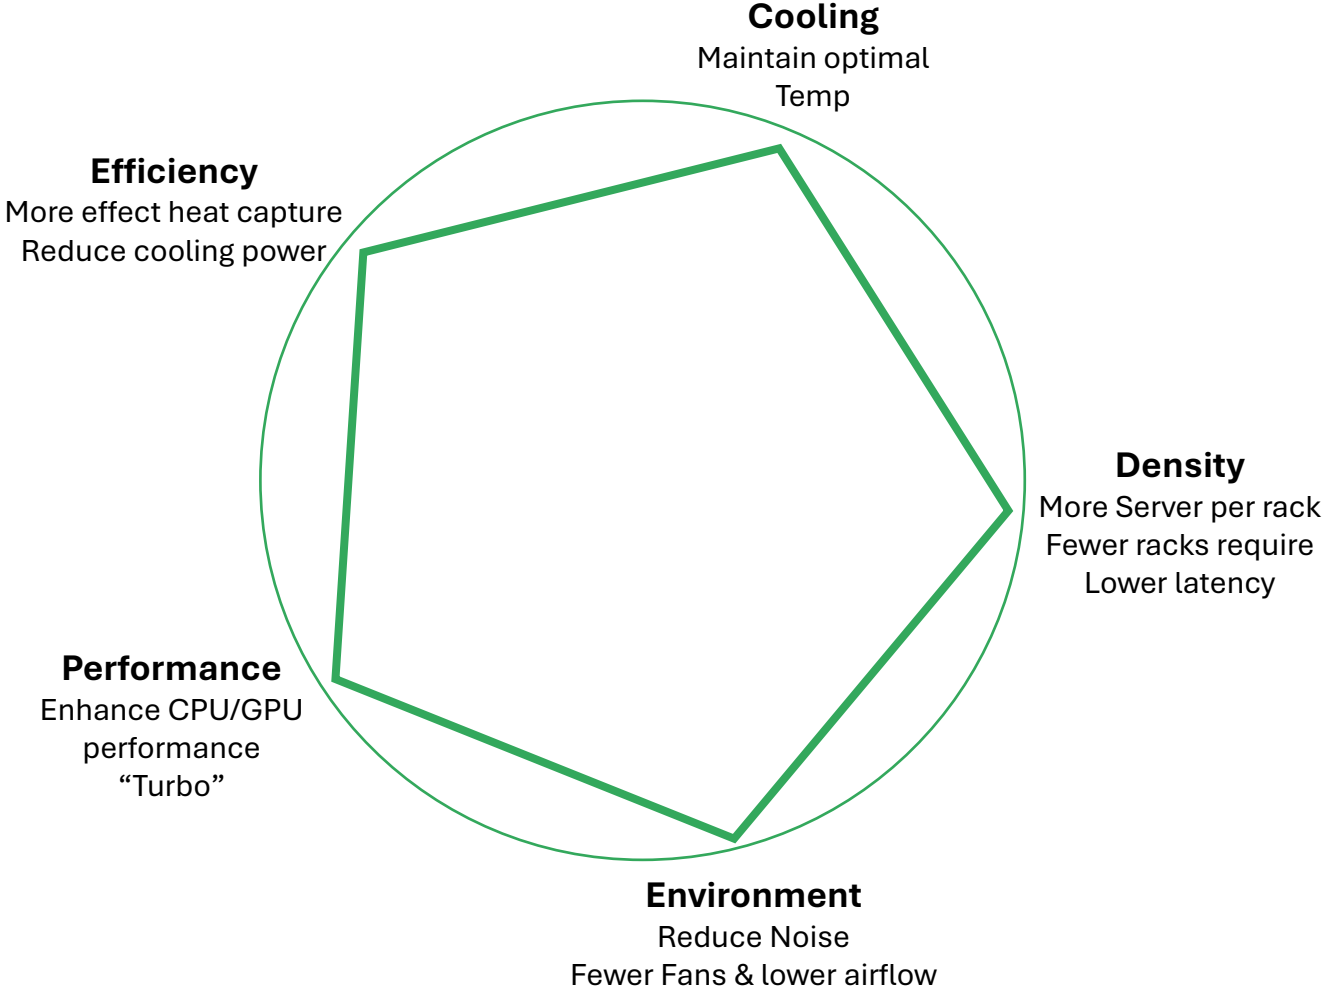 Cooling
Maintain optimal
Temp
Efficiency
More effect heat capture
Reduce cooling power
Density
More Server per rack
Fewer racks require
Lower latency
Performance
Enhance CPU/GPU
performance
“Turbo”
Environment
Reduce Noise
Fewer Fans & lower airflow